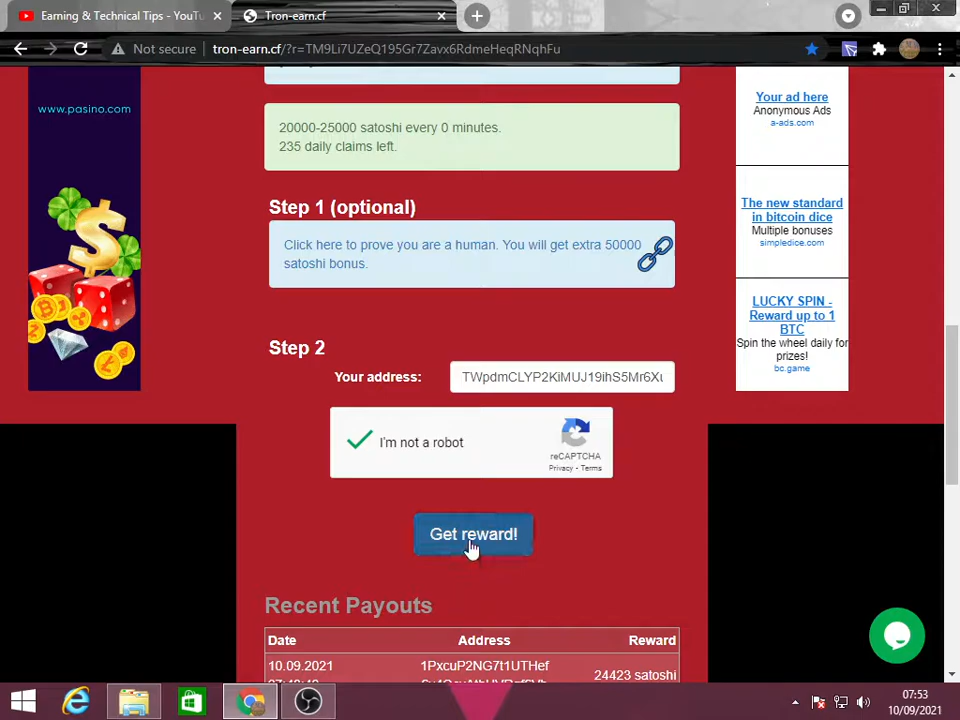 Earning & Technical Tips - YouTu
Tron-earn.cf
Not secure
tron-earn.cf/?r=TM9Li7UZeQ195Gr7Zavx6RdmeHeqRNqhFu
www.pasino.com
20000-25000 satoshi every 0 minutes.
235 daily claims left.
Step 1 (optional)
Click here to prove you are a human. You will get extra 50000
satoshi bonus.
Step 2
Your address:
TWpdmCLYP2KiMUJ19ihS5Mr6Xu
I'm not a robot
reCAPTCHA
Privacy - Terms
Get reward!
Recent Payouts
Date Address Reward
10.09.2021 1PxcuP2NG7t1UTHef
24423 satoshi
Your ad here
Anonymous Ads
a-ads.com
The new standard
in bitcoin dice
Multiple bonuses
simpledice.com
LUCKY SPIN -
Reward up to 1
BTC
Spin the wheel daily for
prizes!
bc.game
07:53
10/09/2021